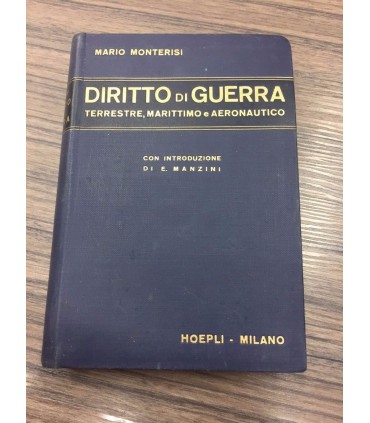 MARIO MONTERISI
DIRITTO DI GUERRA
TERRESTRE, MARITTIMO e AERONAUTICO
CON INTRODUZIONE
DI E. MANZINI
HOEPLI - MILANO